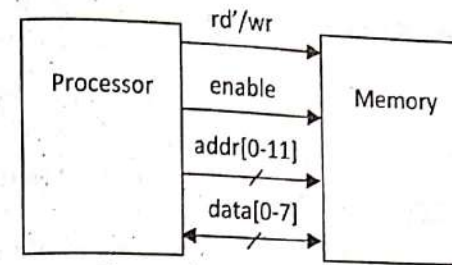 rd'/wr
Processor
enable
Memory
addr[0-11]
data[0-7]